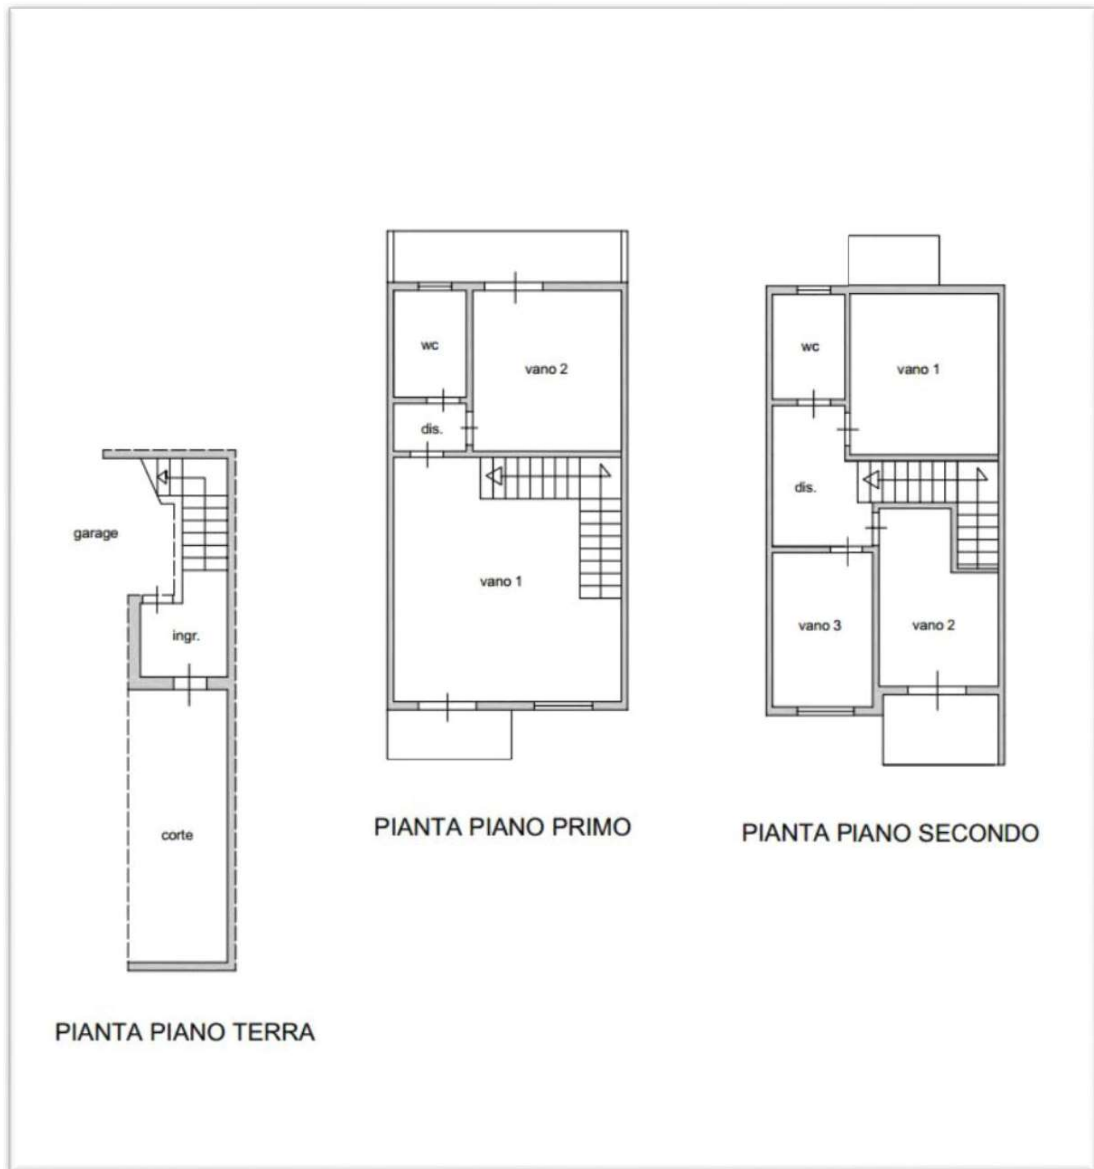 wc
vano 2
dis.
vano 1
PIANTA PIANO PRIMO
wc
vano 1
dis.
vano 3
vano 2
PIANTA PIANO SECONDO
garage
ingr.
corte
PIANTA PIANO TERRA